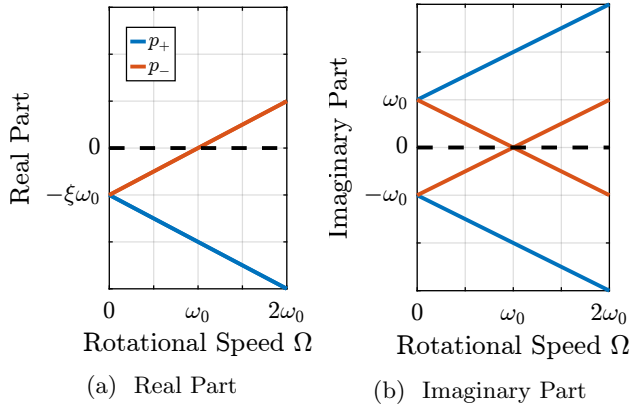 p₊
p₋
Real Part
0
−ξω₀
0
ω₀
2ω₀
Rotational Speed Ω
(a) Real Part
Imaginary Part
ω₀
0
−ω₀
0
ω₀
2ω₀
Rotational Speed Ω
(b) Imaginary Part